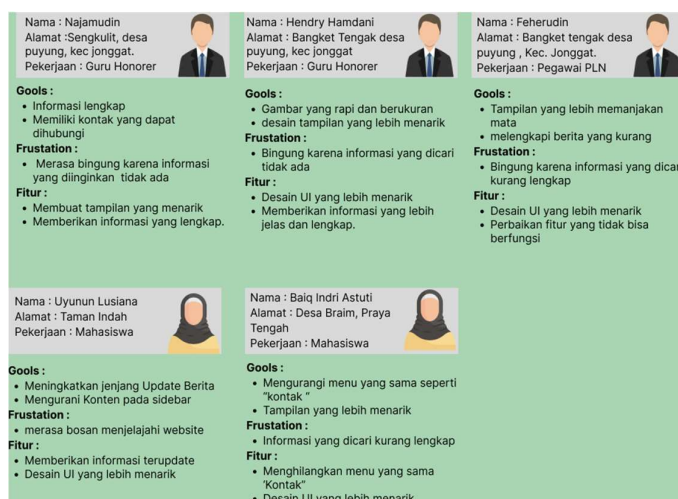 Nama : Najamudin
Alamat :Sengkulit, desa
puyung, kec jonggat.
Pekerjaan : Guru Honorer
Gools :
• Informasi lengkap
• Memiliki kontak yang dapat
dihubungi
Frustation :
• Merasa bingung karena informasi
yang diinginkan tidak ada
Fitur :
• Membuat tampilan yang menarik
• Memberikan informasi yang lengkap.
Nama : Hendry Hamdani
Alamat : Bangket Tengak desa
puyung, kec jonggat
Pekerjaan : Guru Honorer
Gools :
• Gambar yang rapi dan berukuran
• desain tampilan yang lebih menarik
Frustation :
• Bingung karena informasi yang dicari
tidak ada
Fitur :
• Desain UI yang lebih menarik
• Memberikan informasi yang lebih
jelas dan lengkap.
Nama : Feherudin
Alamat : Bangket tengak desa
puyung , Kec. Jonggat.
Pekerjaan : Pegawai PLN
Gools :
• Tampilan yang lebih memanjakan
mata
• melengkapi berita yang kurang
Frustation :
• Bingung karena informasi yang dicar
kurang lengkap
Fitur :
• Desain UI yang lebih menarik
• Perbaikan fitur yang tidak bisa
berfungsi
Nama : Uyunun Lusiana
Alamat : Taman Indah
Pekerjaan : Mahasiswa
Gools :
• Meningkatkan jenjang Update Berita
• Mengurani Konten pada sidebar
Frustation :
• merasa bosan menjelajahi website
Fitur :
• Memberikan informasi terupdate
• Desain UI yang lebih menarik
Nama : Baiq Indri Astuti
Alamat : Desa Braim, Praya
Tengah
Pekerjaan : Mahasiswa
Gools :
• Mengurangi menu yang sama seperti
"kontak "
• Tampilan yang lebih menarik
Frustation :
• Informasi yang dicari kurang lengkap
Fitur :
• Menghilangkan menu yang sama
'Kontak"
• Desain UI yang lebih menarik